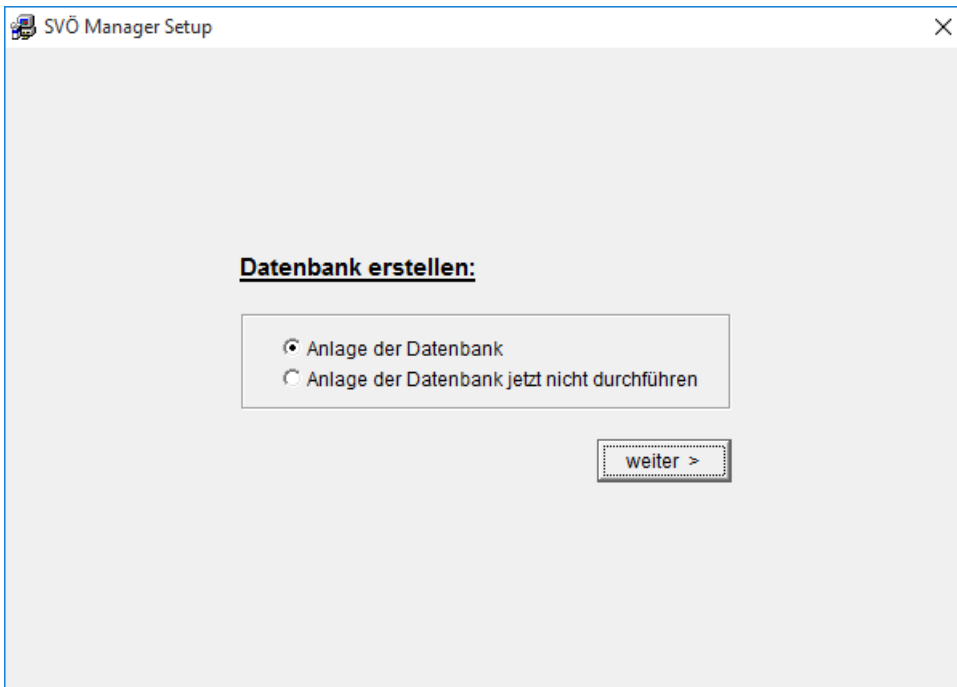 SVÖ Manager Setup
Datenbank erstellen:
Anlage der Datenbank
Anlage der Datenbank jetzt nicht durchführen
weiter >